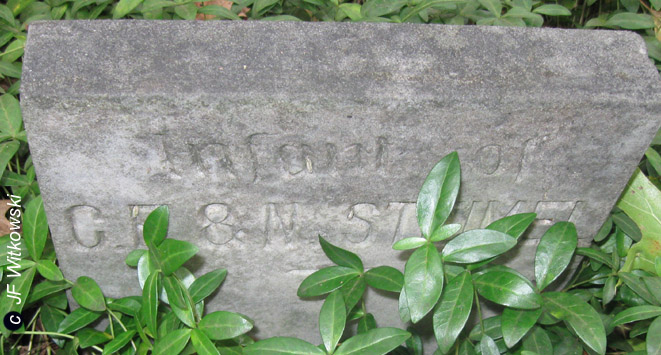 Infant of
C.F. & M.
c JF Witkowski